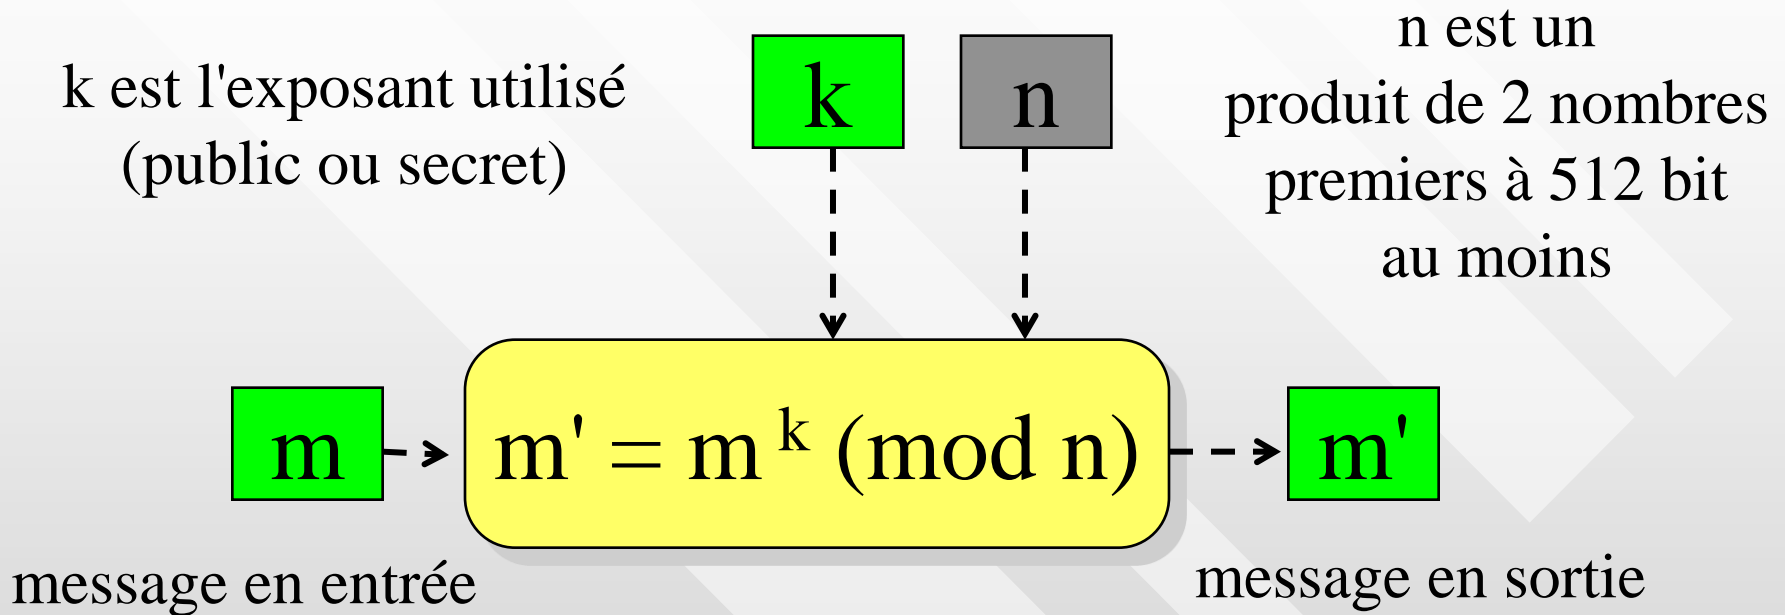 k est l'exposant utilisé
(public ou secret)
k
n
n est un
produit de 2 nombres
premiers à 512 bit
au moins
m
m' = m k (mod n)
m'
message en entrée
message en sortie